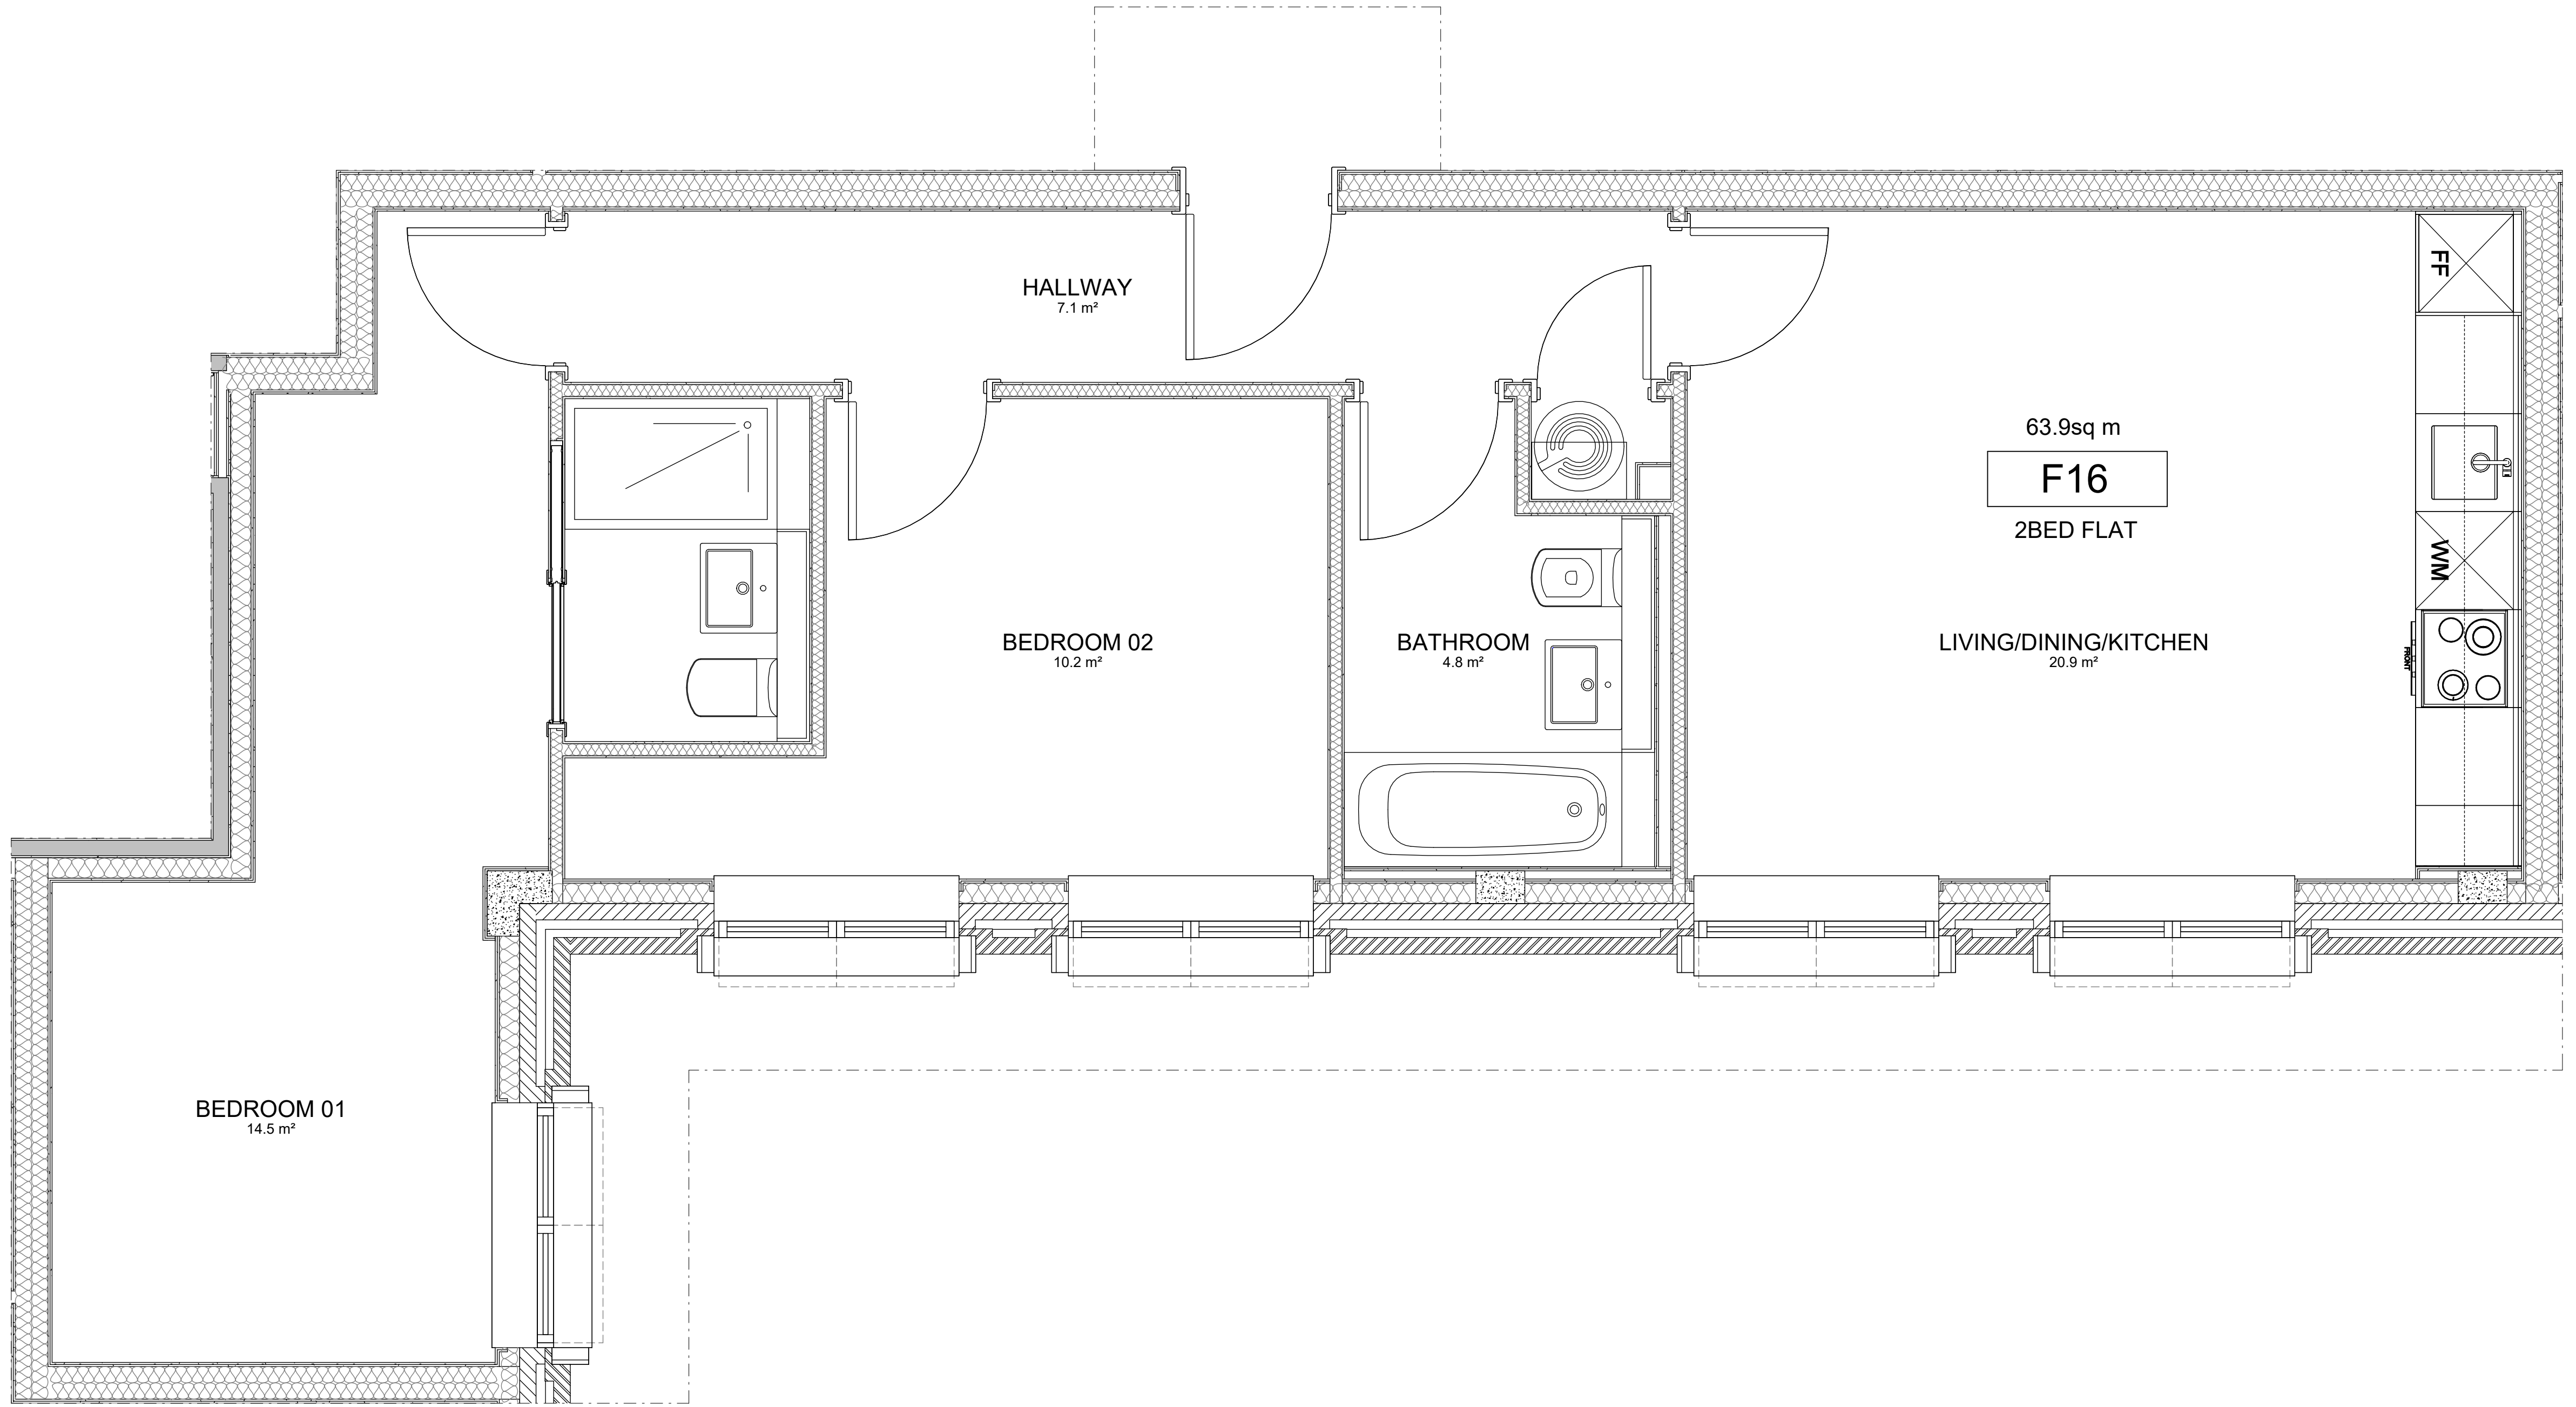 HALLWAY
7.1 m²
FF
63.9sq m
F16
2BED FLAT
WM
BEDROOM 02
10.2 m²
BATHROOM
4.8 m²
LIVING/DINING/KITCHEN
20.9 m²
FRONT
BEDROOM 01
14.5 m²